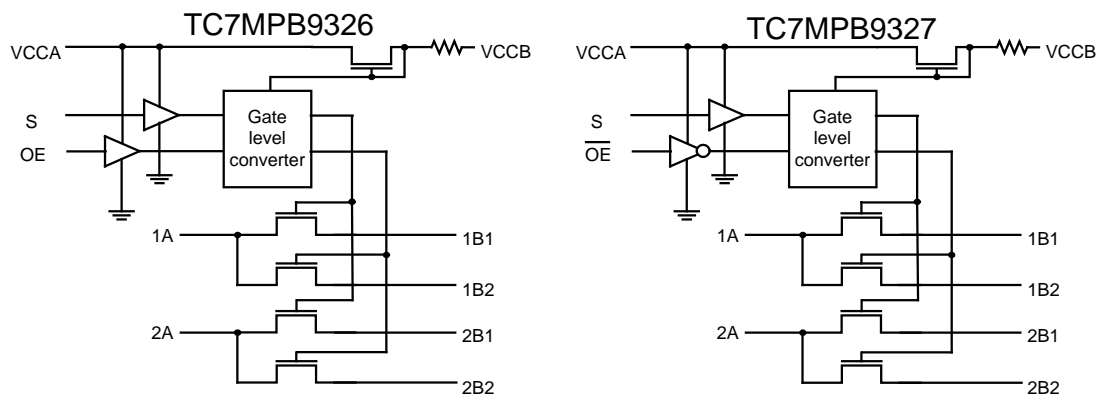 TC7MPB9326
VCCA
VCCB
S
OE
Gate
level
converter
1A
1B1
1B2
2A
2B1
2B2
TC7MPB9327
VCCA
VCCB
S
O̅E̅
Gate
level
converter
1A
1B1
1B2
2A
2B1
2B2